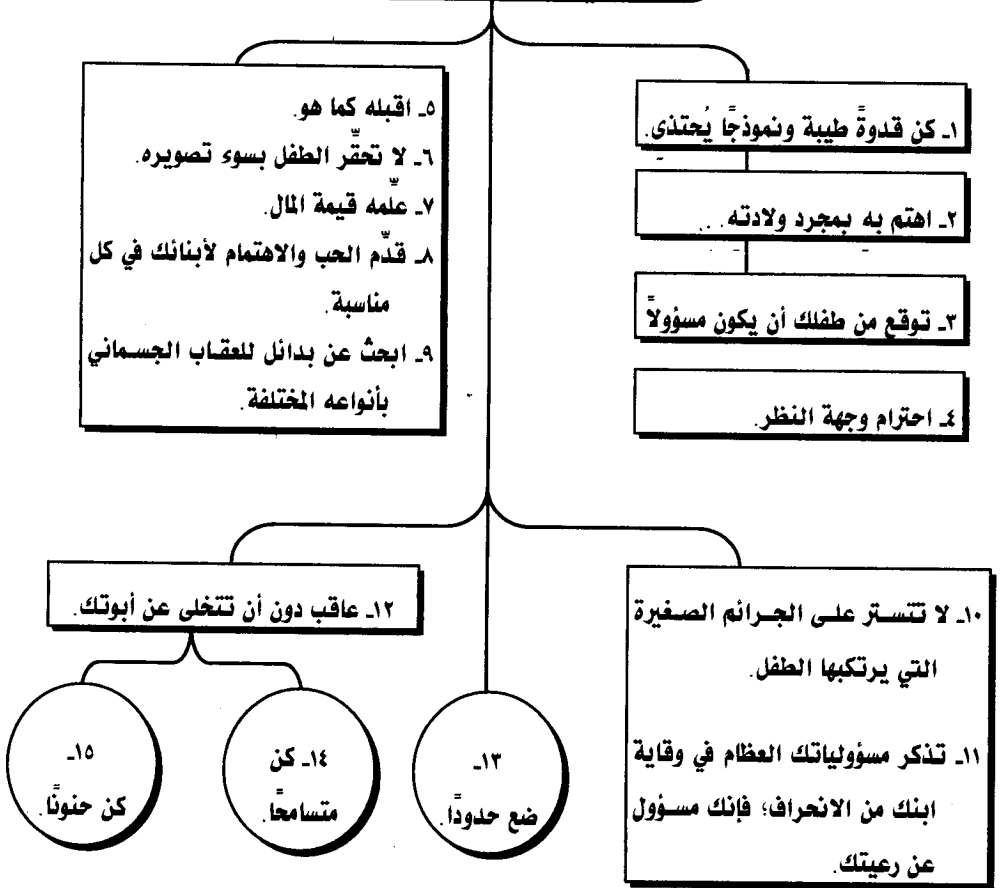 ١ـ كن قدوةً طيبة ونموذجًا يُحتذى.
٢ـ اهتم به بمجرد ولادته...
٣ـ توقع من طفلك أن يكون مسؤولاً
٤ـ احترام وجهة النظر.
٥ـ اقبله كما هو.
٦ـ لا تحقِّر الطفل بسوء تصويره.
٧ـ علِّمه قيمة المال.
٨ـ قدِّم الحب والاهتمام لأبنائك في كل
مناسبة.
٩ـ ابحث عن بدائل للعقاب الجسماني
بأنواعه المختلفة.
١٠ـ لا تتستر على الجرائم الصغيرة
التي يرتكبها الطفل.
١١ـ تذكر مسؤولياتك العظام في وقاية
ابنك من الانحراف؛ فإنك مسؤول
عن رعيتك.
١٢ـ عاقب دون أن تتخلى عن أبوتك.
١٣ـ
ضع حدودًا.
١٤ـ كن
متسامحًا.
١٥ـ
كن حنونًا.